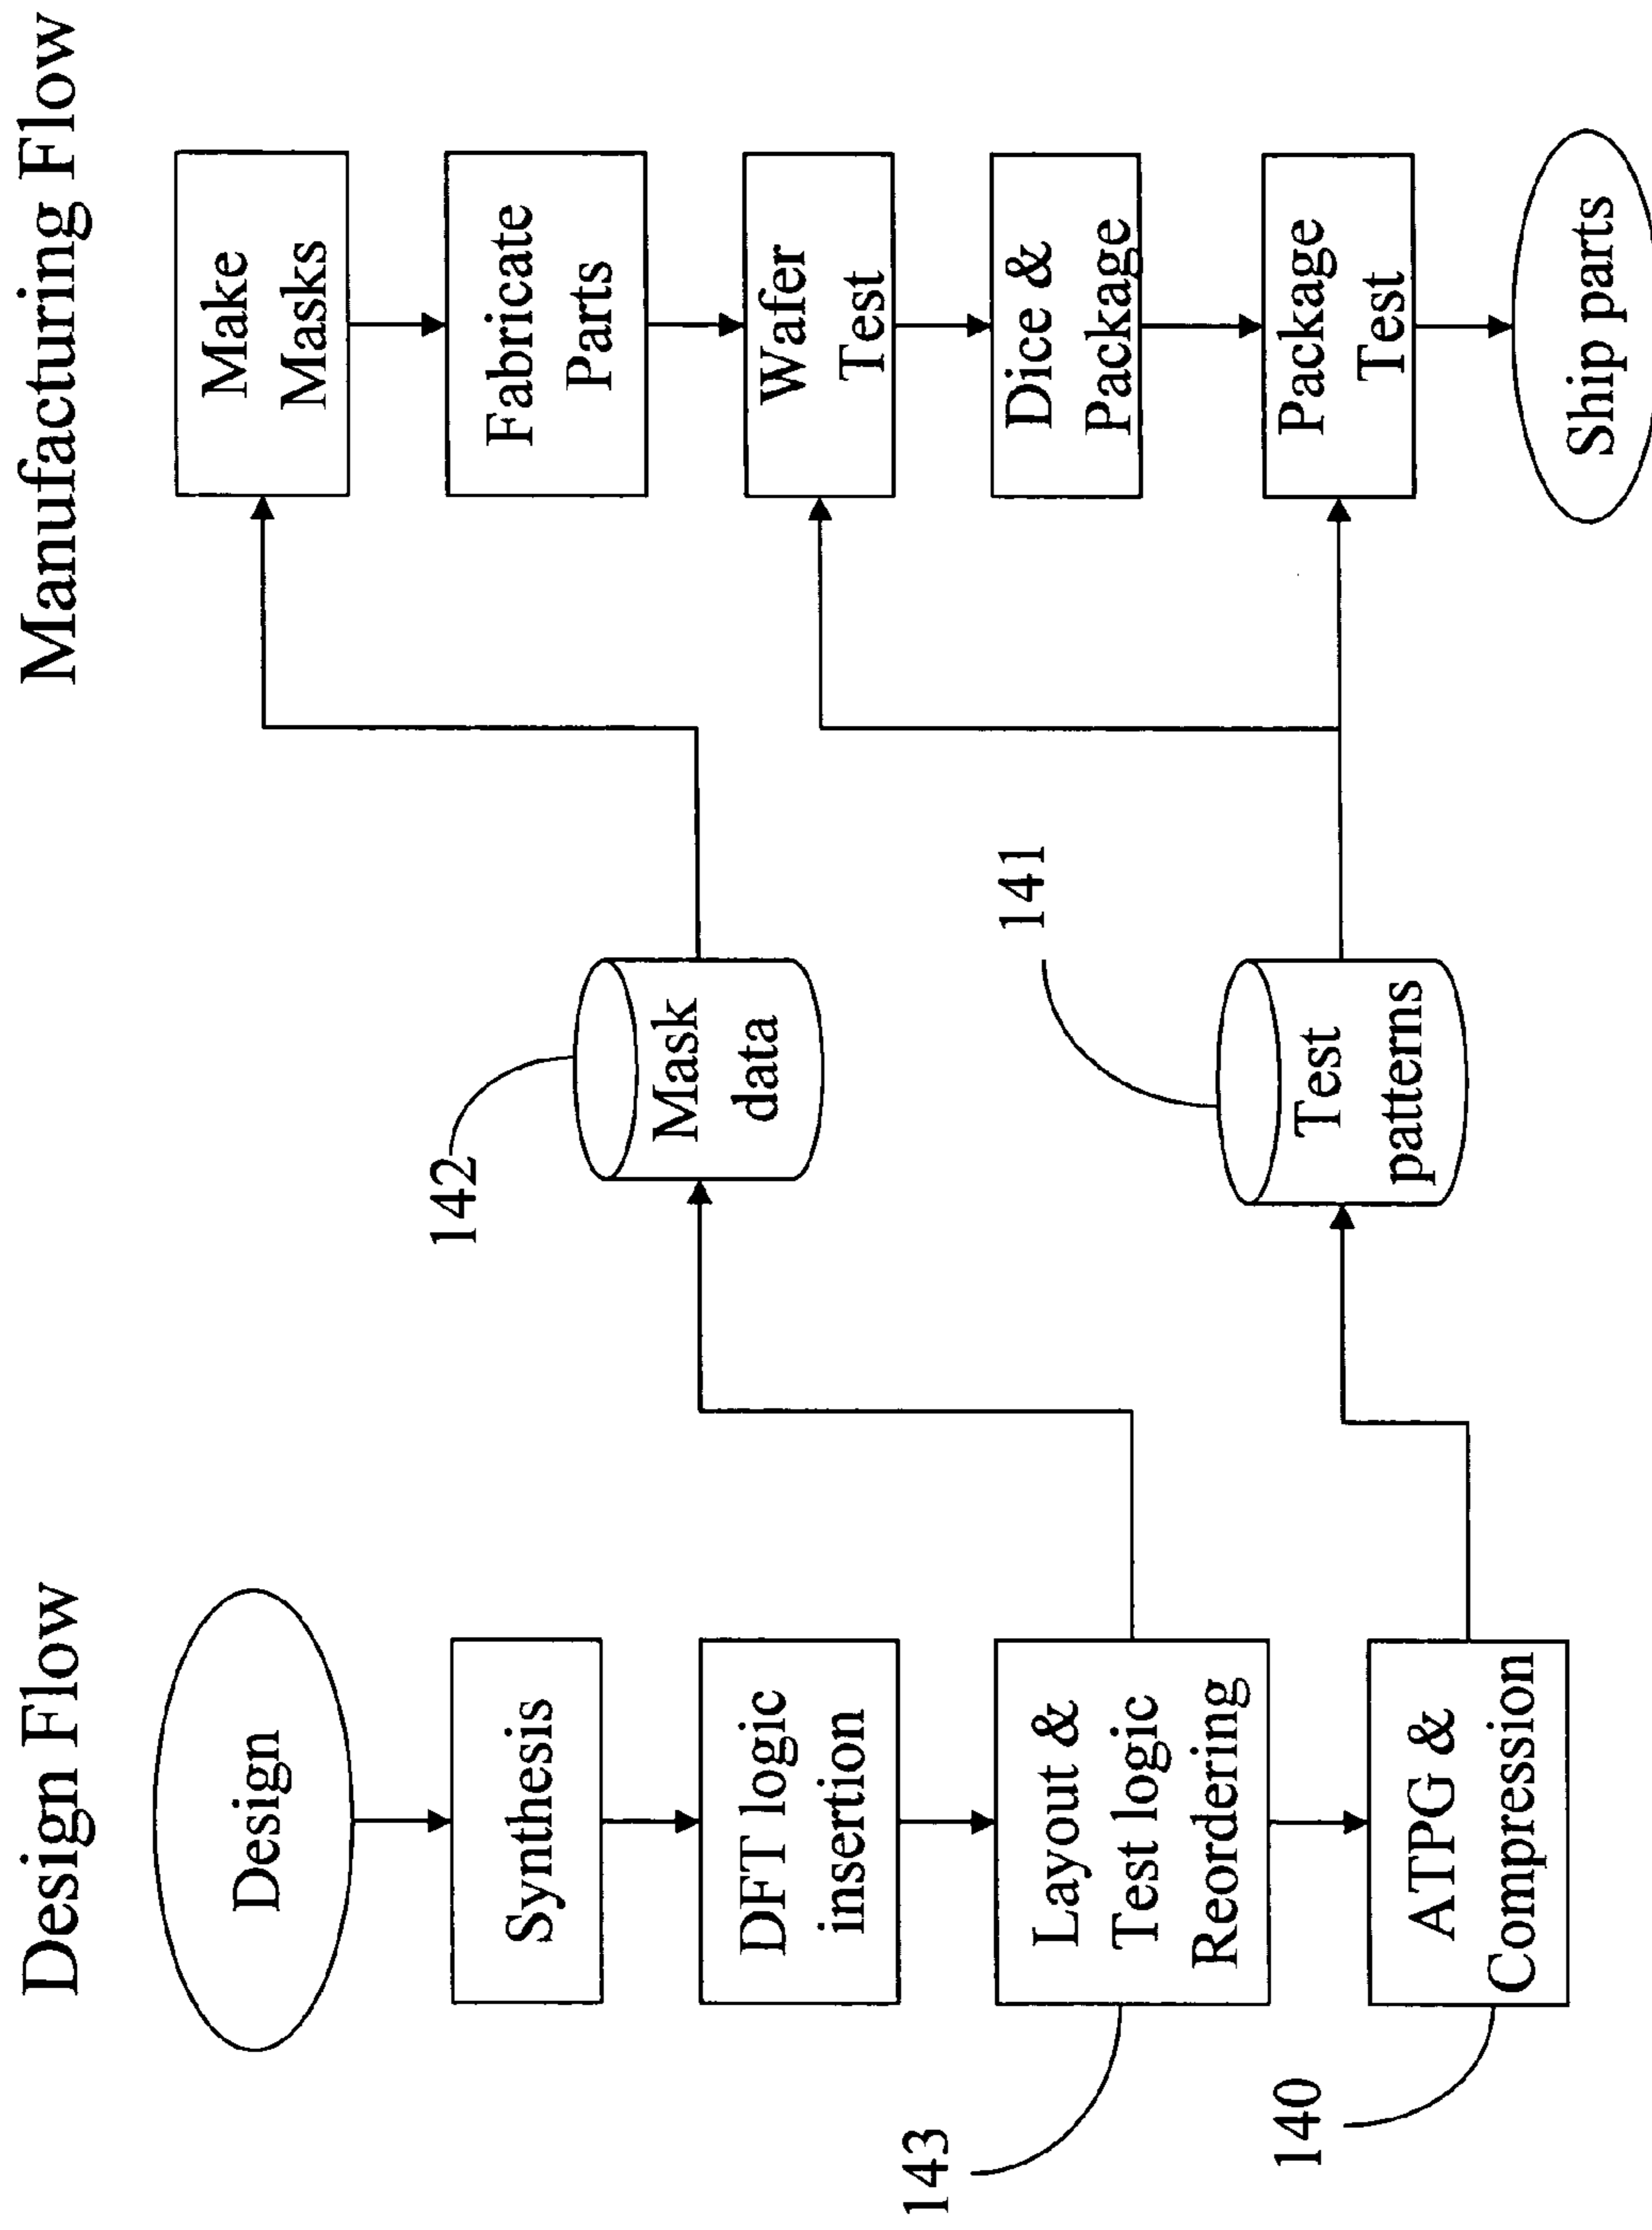 Design Flow
Design
Synthesis
DFT logic
insertion
Layout &
Test logic
Reordering
143
ATPG &
Compression
140
142
Mask
data
141
Test
patterns
Manufacturing Flow
Make
Masks
Fabricate
Parts
Wafer
Test
Dice &
Package
Package
Test
Ship parts